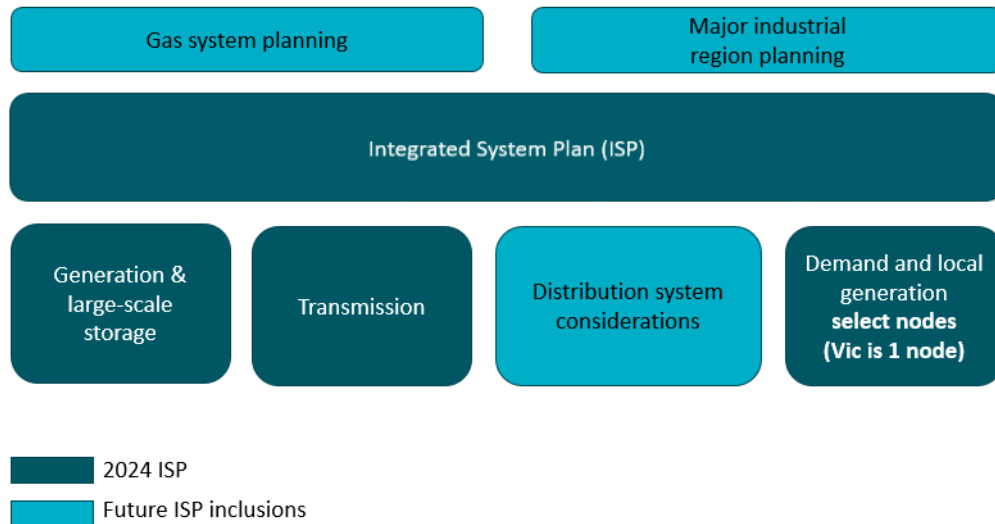 Gas system planning
Major industrial
region planning
Integrated System Plan (ISP)
Generation &
large-scale
storage
Transmission
Distribution system
considerations
Demand and local
generation
select nodes
(Vic is 1 node)
2024 ISP
Future ISP inclusions